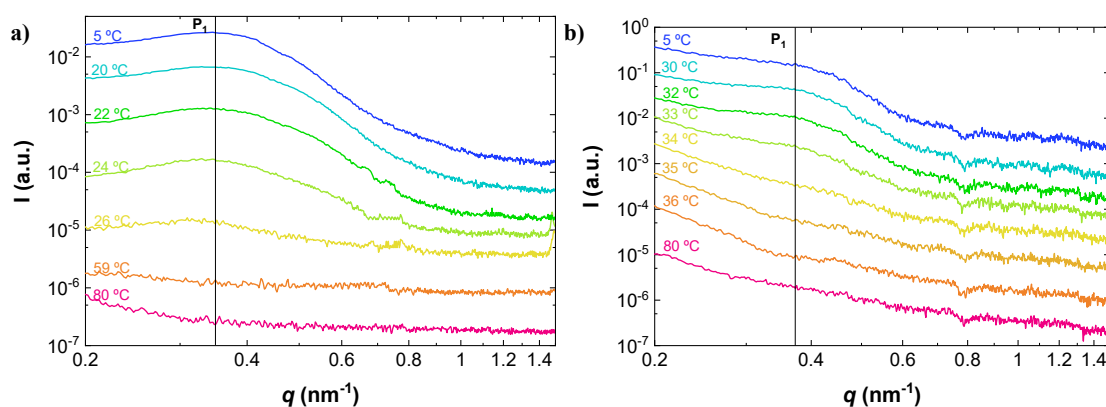 a)
P₁
10⁻²
10⁻³
10⁻⁴
10⁻⁵
10⁻⁶
10⁻⁷
I (a.u.)
5 ºC
20 ºC
22 ºC
24 ºC
26 ºC
59 ºC
80 ºC
0.2 0.4 0.6 0.8 1 1.2 1.4
q (nm⁻¹)
b)
P₁
10⁰
10⁻¹
10⁻²
10⁻³
10⁻⁴
10⁻⁵
10⁻⁶
10⁻⁷
I (a.u.)
5 ºC
30 ºC
32 ºC
33 ºC
34 ºC
35 ºC
36 ºC
80 ºC
0.2 0.4 0.6 0.8 1 1.2 1.4
q (nm⁻¹)